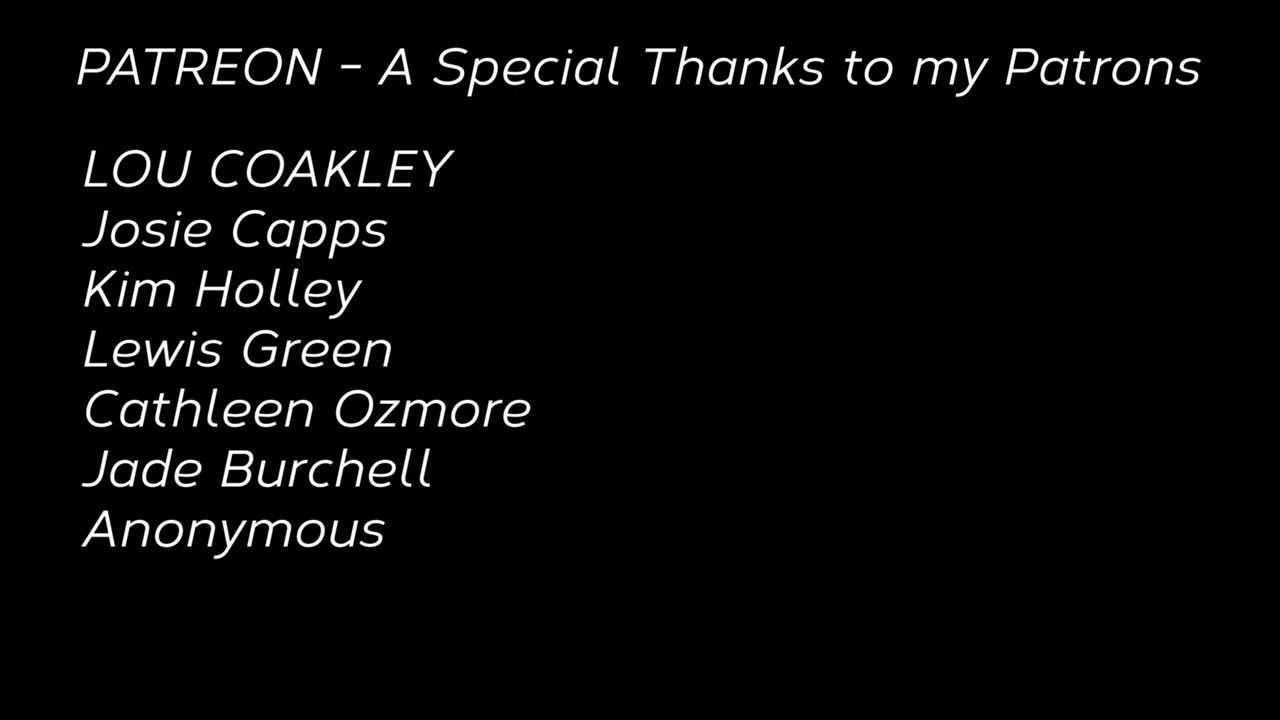 PATREON - A Special Thanks to my Patrons
LOU COAKLEY
Josie Capps
Kim Holley
Lewis Green
Cathleen Ozmore
Jade Burchell
Anonymous